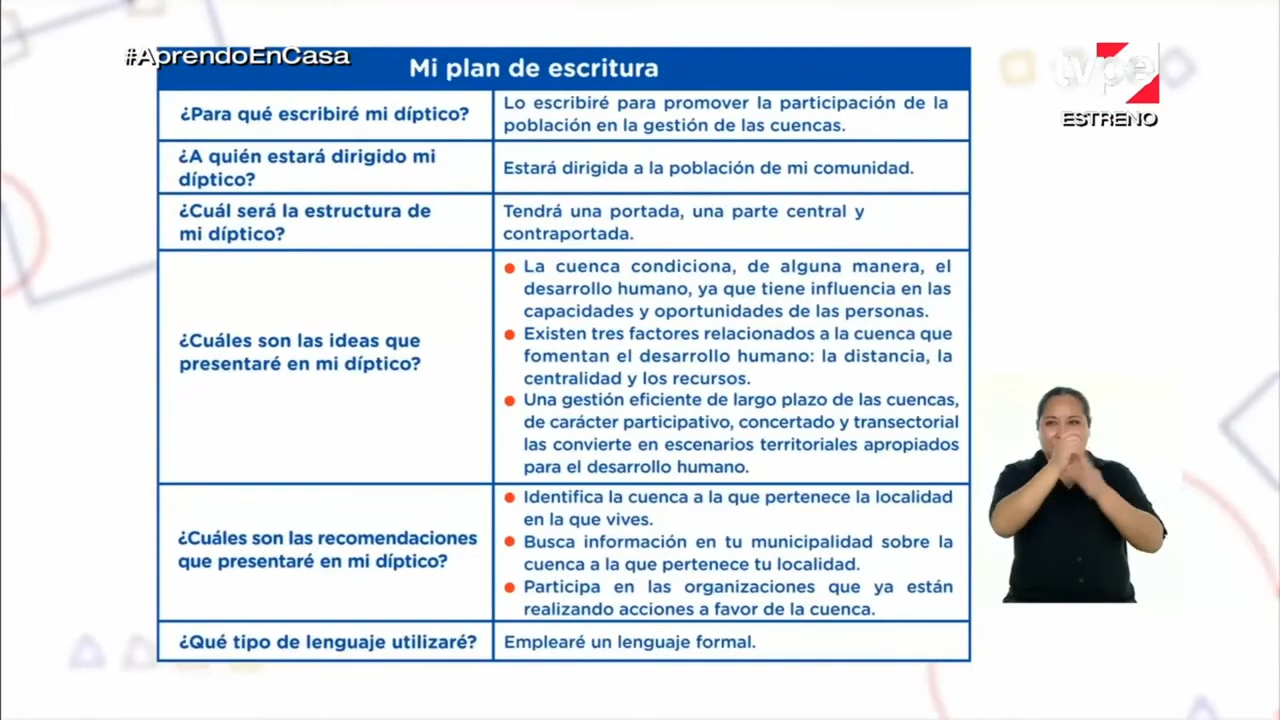 #AprendoEnCasa
Mi plan de escritura
tvpe
ESTRENO
¿Para qué escribiré mi díptico?
Lo escribiré para promover la participación de la
población en la gestión de las cuencas.
¿A quién estará dirigido mi
díptico?
Estará dirigida a la población de mi comunidad.
¿Cuál será la estructura de
mi díptico?
Tendrá una portada, una parte central y
contraportada.
¿Cuáles son las ideas que
presentaré en mi díptico?
La cuenca condiciona, de alguna manera, el
desarrollo humano, ya que tiene influencia en las
capacidades y oportunidades de las personas.
Existen tres factores relacionados a la cuenca que
fomentan el desarrollo humano: la distancia, la
centralidad y los recursos.
Una gestión eficiente de largo plazo de las cuencas,
de carácter participativo, concertado y transectorial
las convierte en escenarios territoriales apropiados
para el desarrollo humano.
¿Cuáles son las recomendaciones
que presentaré en mi díptico?
Identifica la cuenca a la que pertenece la localidad
en la que vives.
Busca información en tu municipalidad sobre la
cuenca a la que pertenece tu localidad.
Participa en las organizaciones que ya están
realizando acciones a favor de la cuenca.
¿Qué tipo de lenguaje utilizaré?
Emplearé un lenguaje formal.